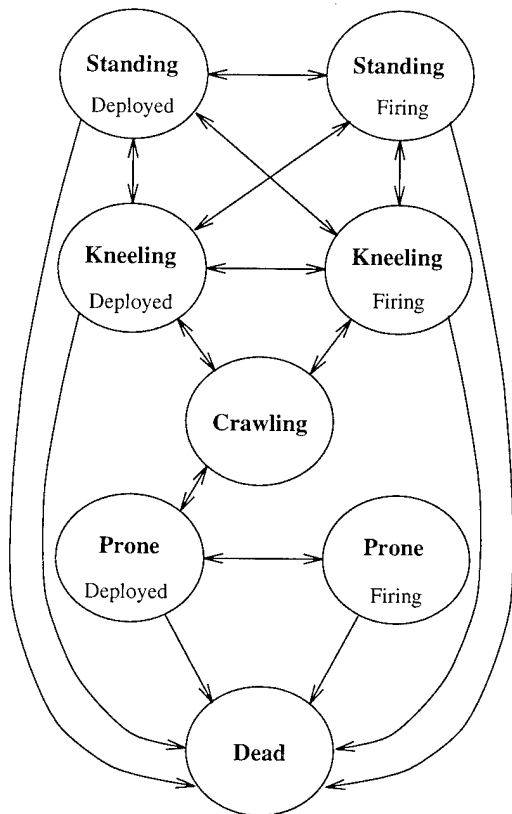 Standing
Deployed
Standing
Firing
Kneeling
Deployed
Kneeling
Firing
Crawling
Prone
Deployed
Prone
Firing
Dead